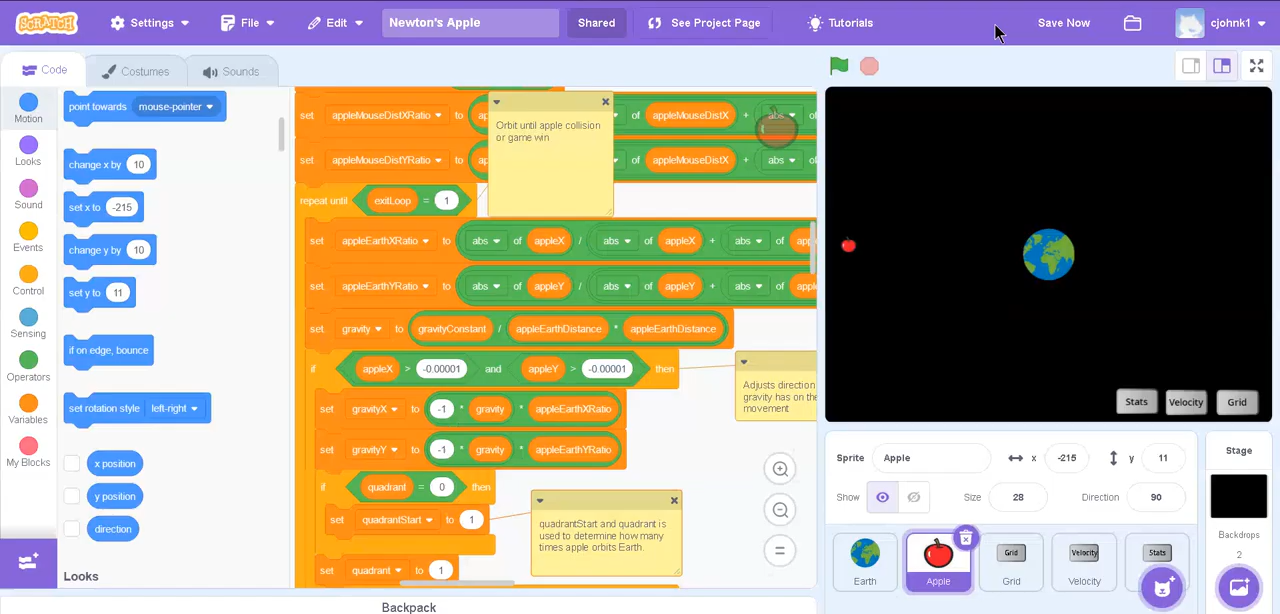 SCRATCH Settings File Edit Newton's Apple Shared See Project Page Tutorials Save Now cjohnk1
Code Costumes Sounds
Motion
Looks
Sound
Events
Control
Sensing
Operators
Variables
My Blocks
point towards mouse-pointer
change x by 10
set x to -215
change y by 10
set y to 11
if on edge, bounce
set rotation style left-right
x position
y position
direction
Looks
set appleMouseDistXRatio to of appleMouseDistX + abs
set appleMouseDistYRatio to of appleMouseDistX + abs
Orbit until apple collision
or game win
repeat until exitLoop = 1
set appleEarthXRatio to abs of appleX / abs of appleX + abs of
set appleEarthYRatio to abs of appleY / abs of appleY + abs of
set gravity to gravityConstant / appleEarthDistance * appleEarthDistance
if appleX > -0.00001 and appleY > -0.00001 then
Adjusts direction
gravity has on the
movement
set gravityX to -1 * gravity * appleEarthXRatio
set gravityY to -1 * gravity * appleEarthYRatio
if quadrant = 0 then
set quadrantStart to 1
quadrantStart and quadrant is
used to determine how many
times apple orbits Earth.
set quadrant to 1
Backpack
Stats Velocity Grid
Sprite Apple x -215 y 11
Show Size 28 Direction 90
Stage
Backdrops
2
Grid Velocity Stats
Earth Apple Grid Velocity